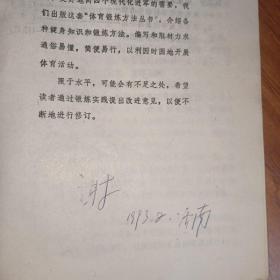 们出版这套“体育锻炼方法丛书”，介绍各
种健身知识和锻炼方法。编写和取材力求
通俗易懂，简便易行，以利因时因地开展
体育活动。
限于水平，可能会有不足之处，希望
读者通过锻炼实践提出改进意见，以便不
断地进行修订。
济南